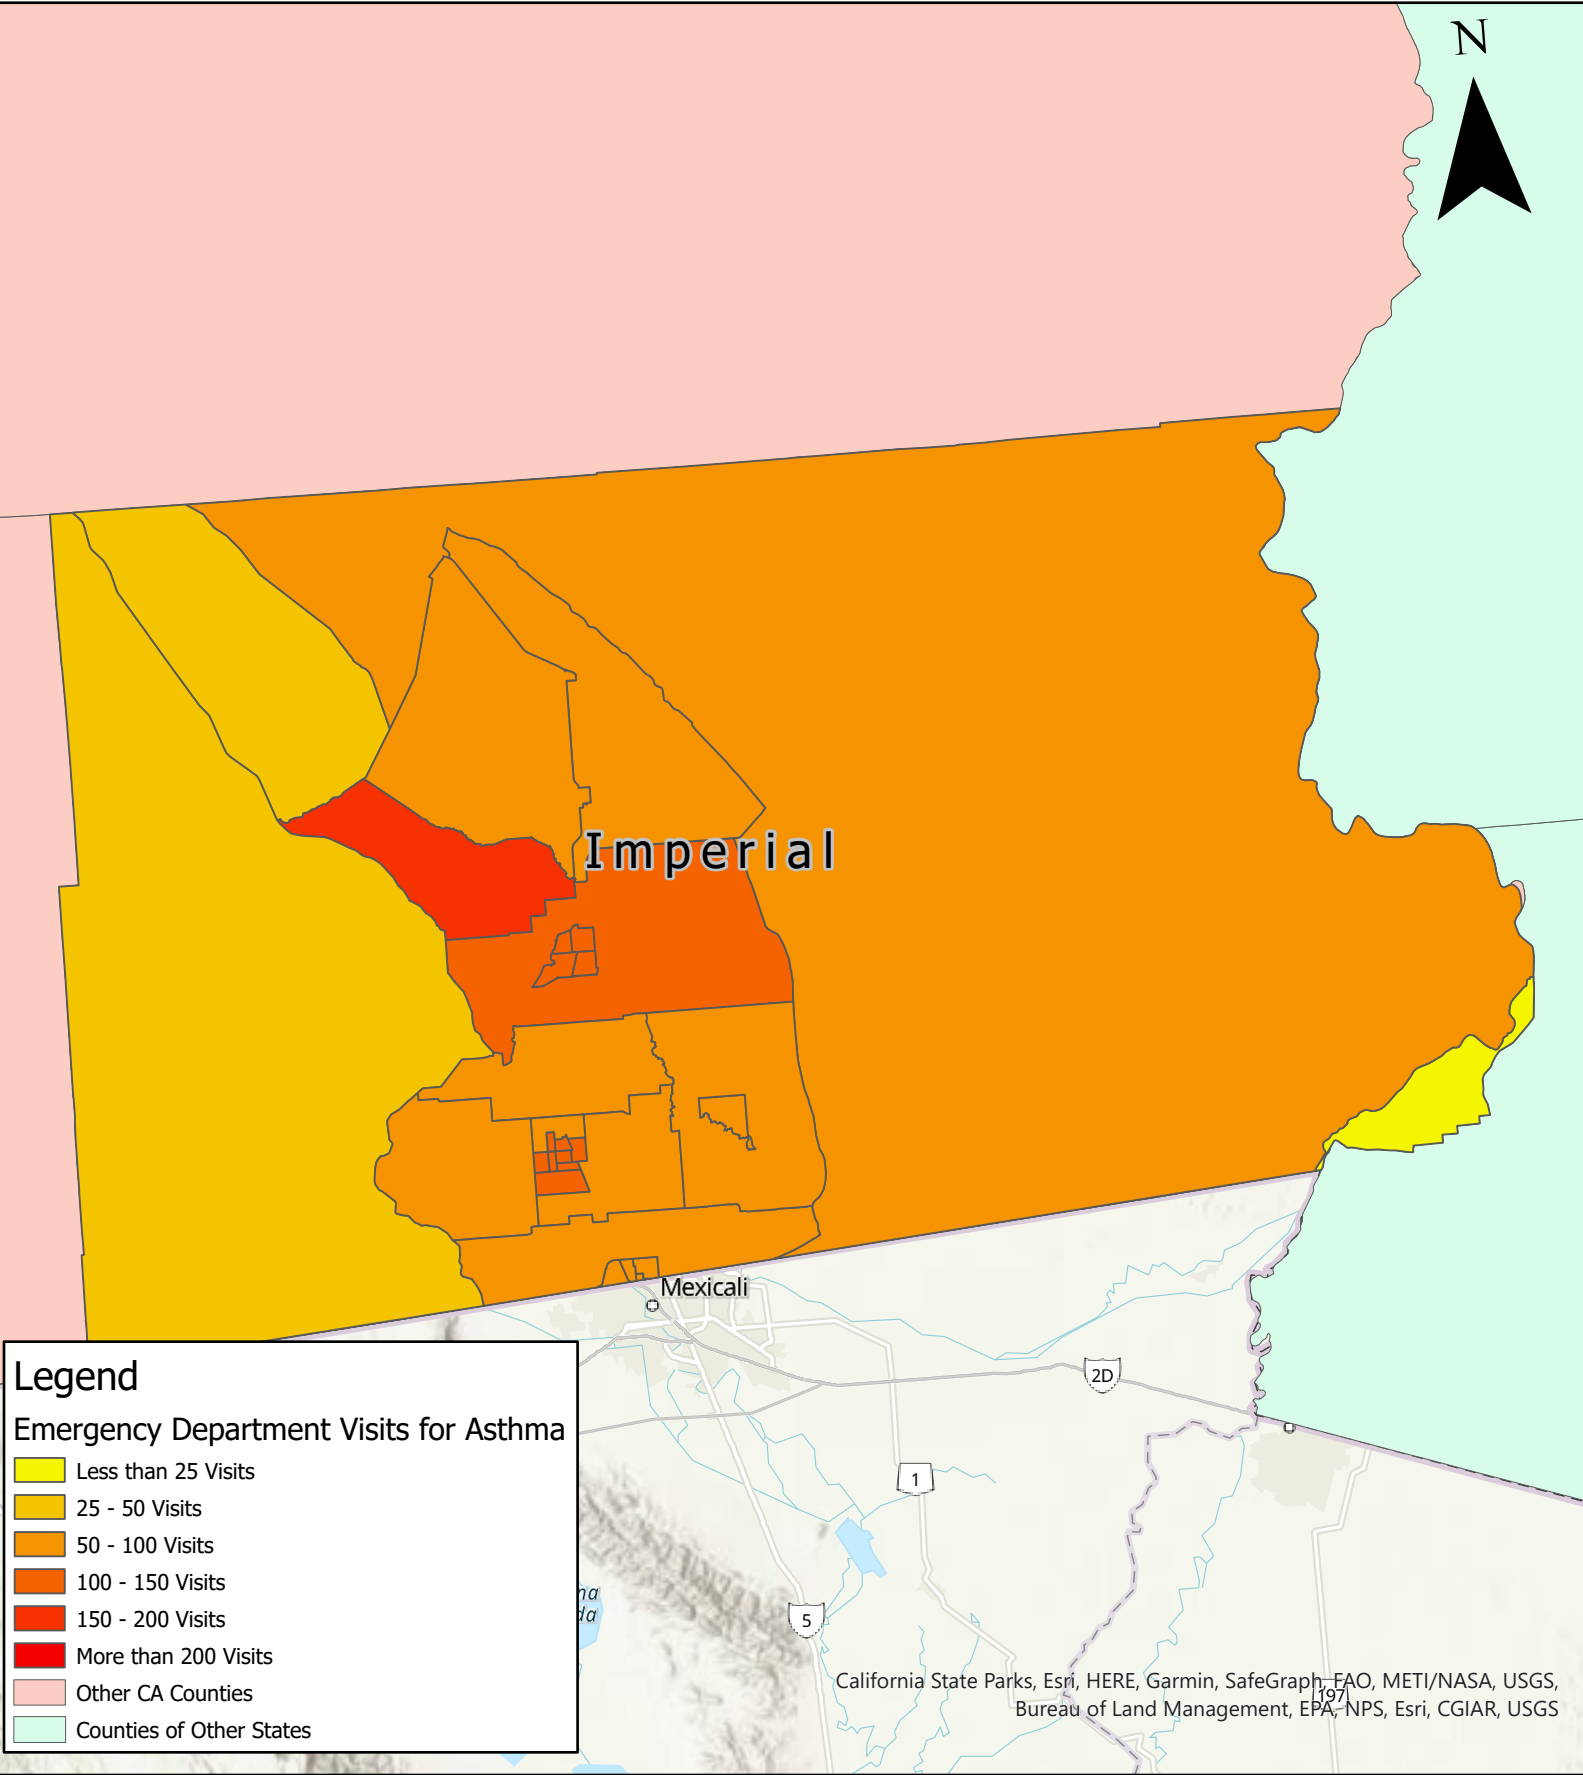 N
Imperial
Mexicali
2D
1
5
197
Legend
Emergency Department Visits for Asthma
Less than 25 Visits
25 - 50 Visits
50 - 100 Visits
100 - 150 Visits
150 - 200 Visits
More than 200 Visits
Other CA Counties
Counties of Other States
na
da
California State Parks, Esri, HERE, Garmin, SafeGraph, FAO, METI/NASA, USGS,
Bureau of Land Management, EPA, NPS, Esri, CGIAR, USGS